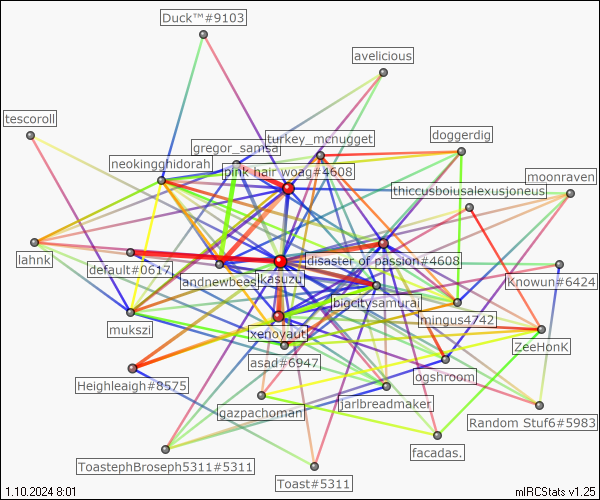 Duck™#9103
avelicious
tescoroll
turkey_mcnugget
doggerdig
gregor_samsa
neokingghidorah
pink hair woag#4608
moonraven
thiccusboiusalexusjoneus
lahnk
disaster of passion#4608
default#0617
andnewbees
kasuzu
Knowun#6424
bigcitysamurai
mukszi
mingus4742
xenovaut
ZeeHonK
asad#6947
ogshroom
Heighleagh#8575
jarlbreadmaker
gazpachoman
Random Stuf6#5983
facadas.
ToastephBroseph5311#5311
Toast#5311
1.10.2024 8:01
mIRCStats v1.25